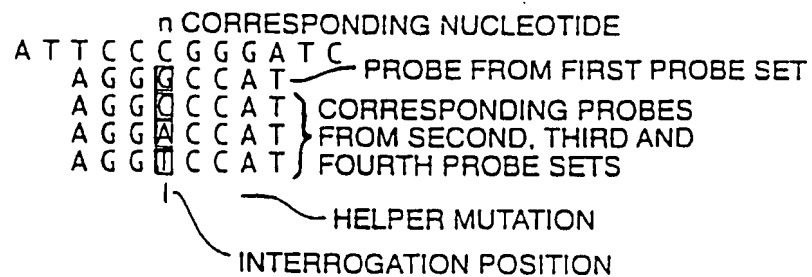 n CORRESPONDING NUCLEOTIDE
A T T C C C G G G A T C
A G G G C C A T PROBE FROM FIRST PROBE SET
A G G C C C A T CORRESPONDING PROBES
A G G A C C A T FROM SECOND, THIRD AND
A G G T C C A T FOURTH PROBE SETS
I
HELPER MUTATION
INTERROGATION POSITION